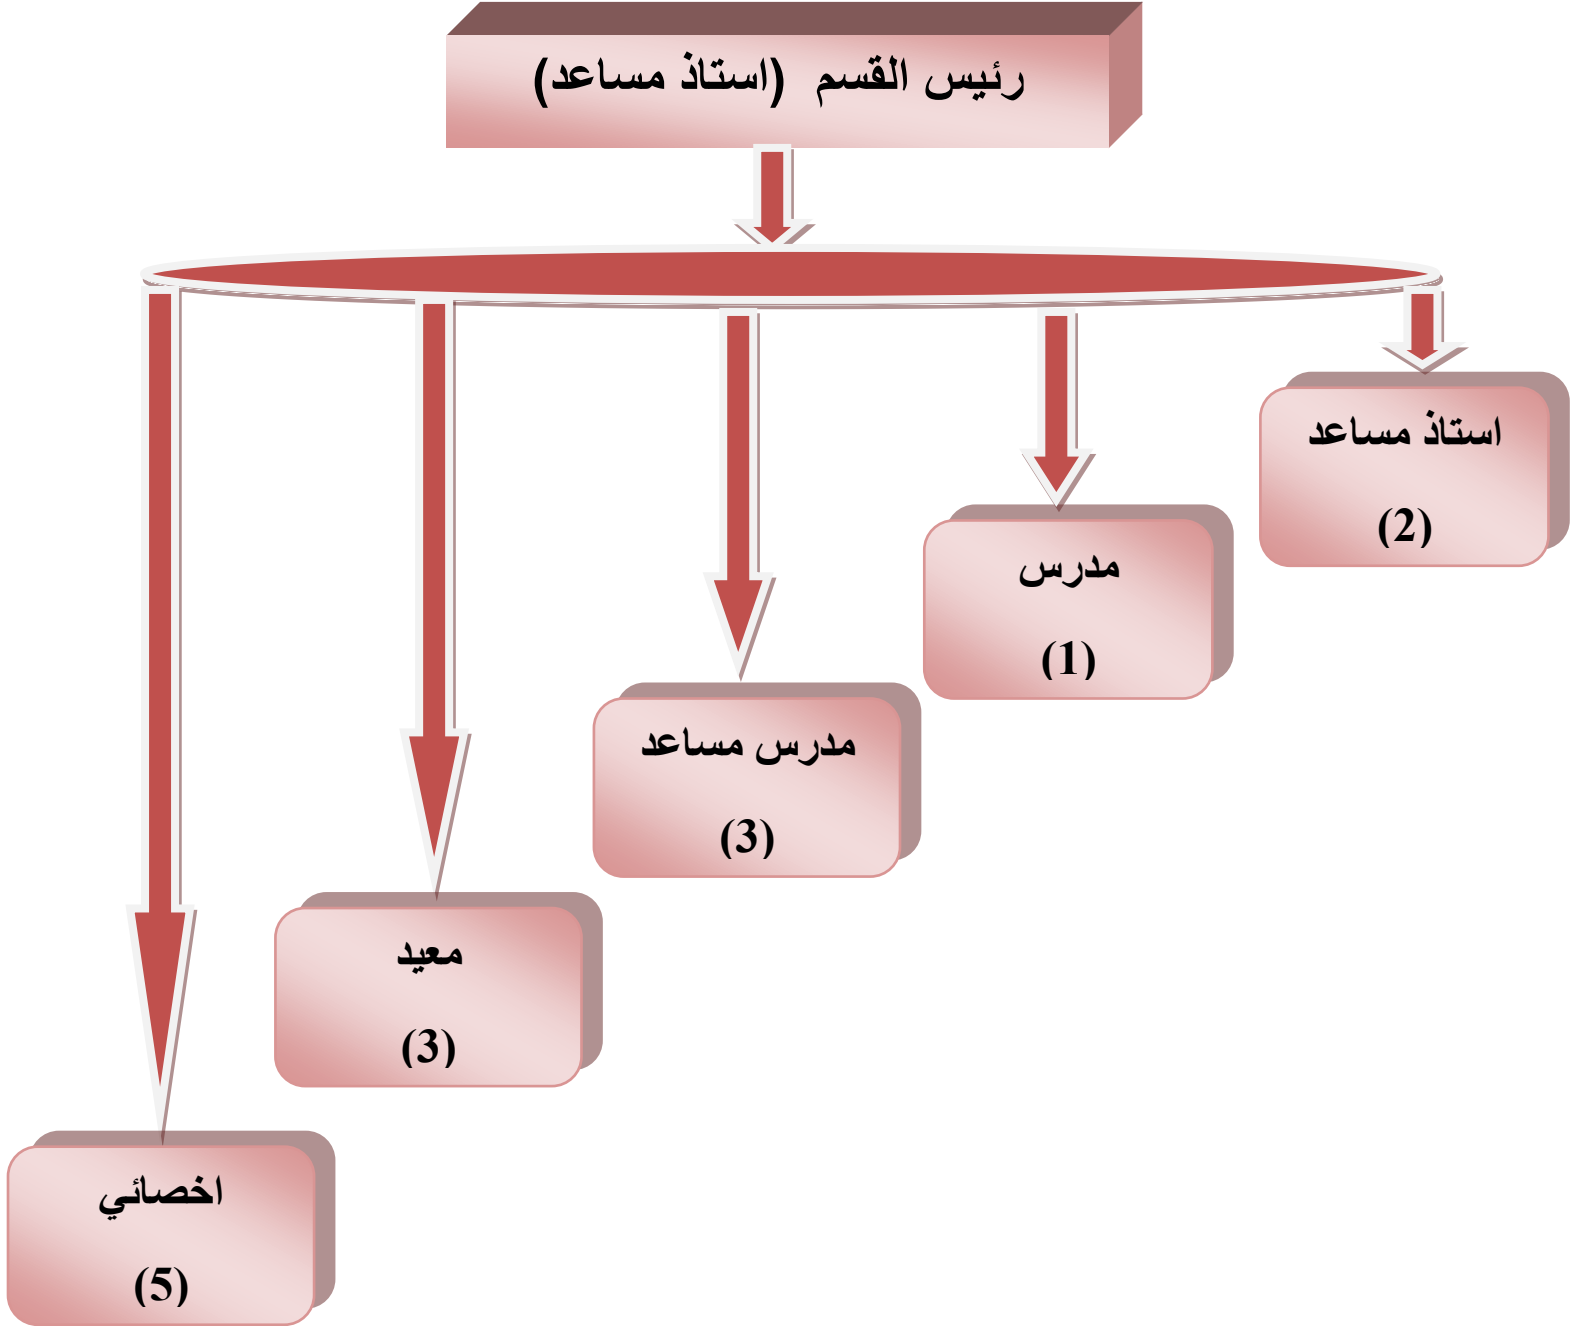 رئيس القسم (استاذ مساعد)
استاذ مساعد
(2)
مدرس
(1)
مدرس مساعد
(3)
معيد
(3)
اخصائي
(5)